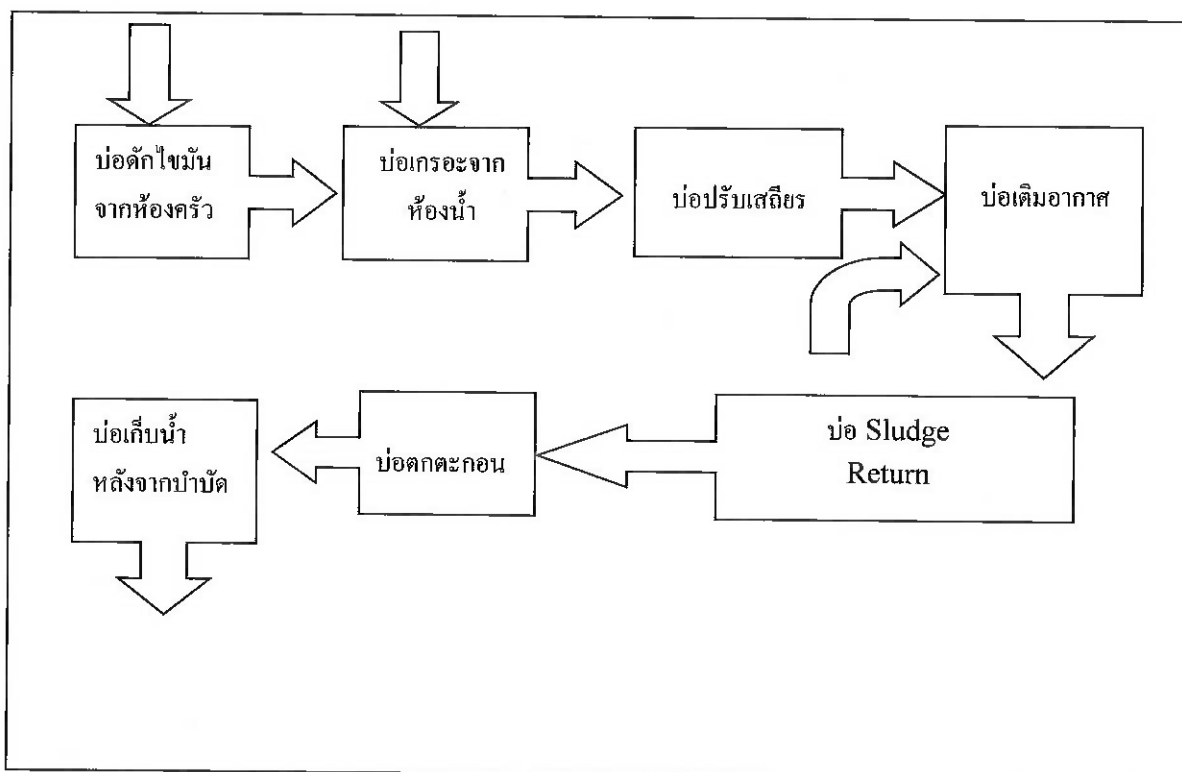 บ่อดักไขมัน
จากห้องครัว
บ่อเกรอะจาก
ห้องน้ำ
บ่อปรับเสถียร
บ่อเติมอากาศ
บ่อเก็บน้ำ
หลังจากบำบัด
บ่อตกตะกอน
บ่อ Sludge
Return